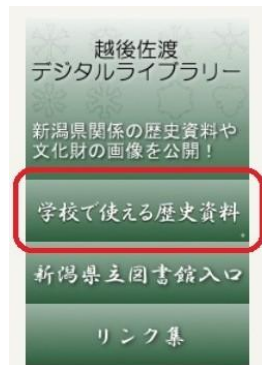 越後佐渡
デジタルライブラリー
新潟県関係の歴史資料や
文化財の画像を公開！
学校で使える歴史資料
新潟県立図書館入口
リンク集